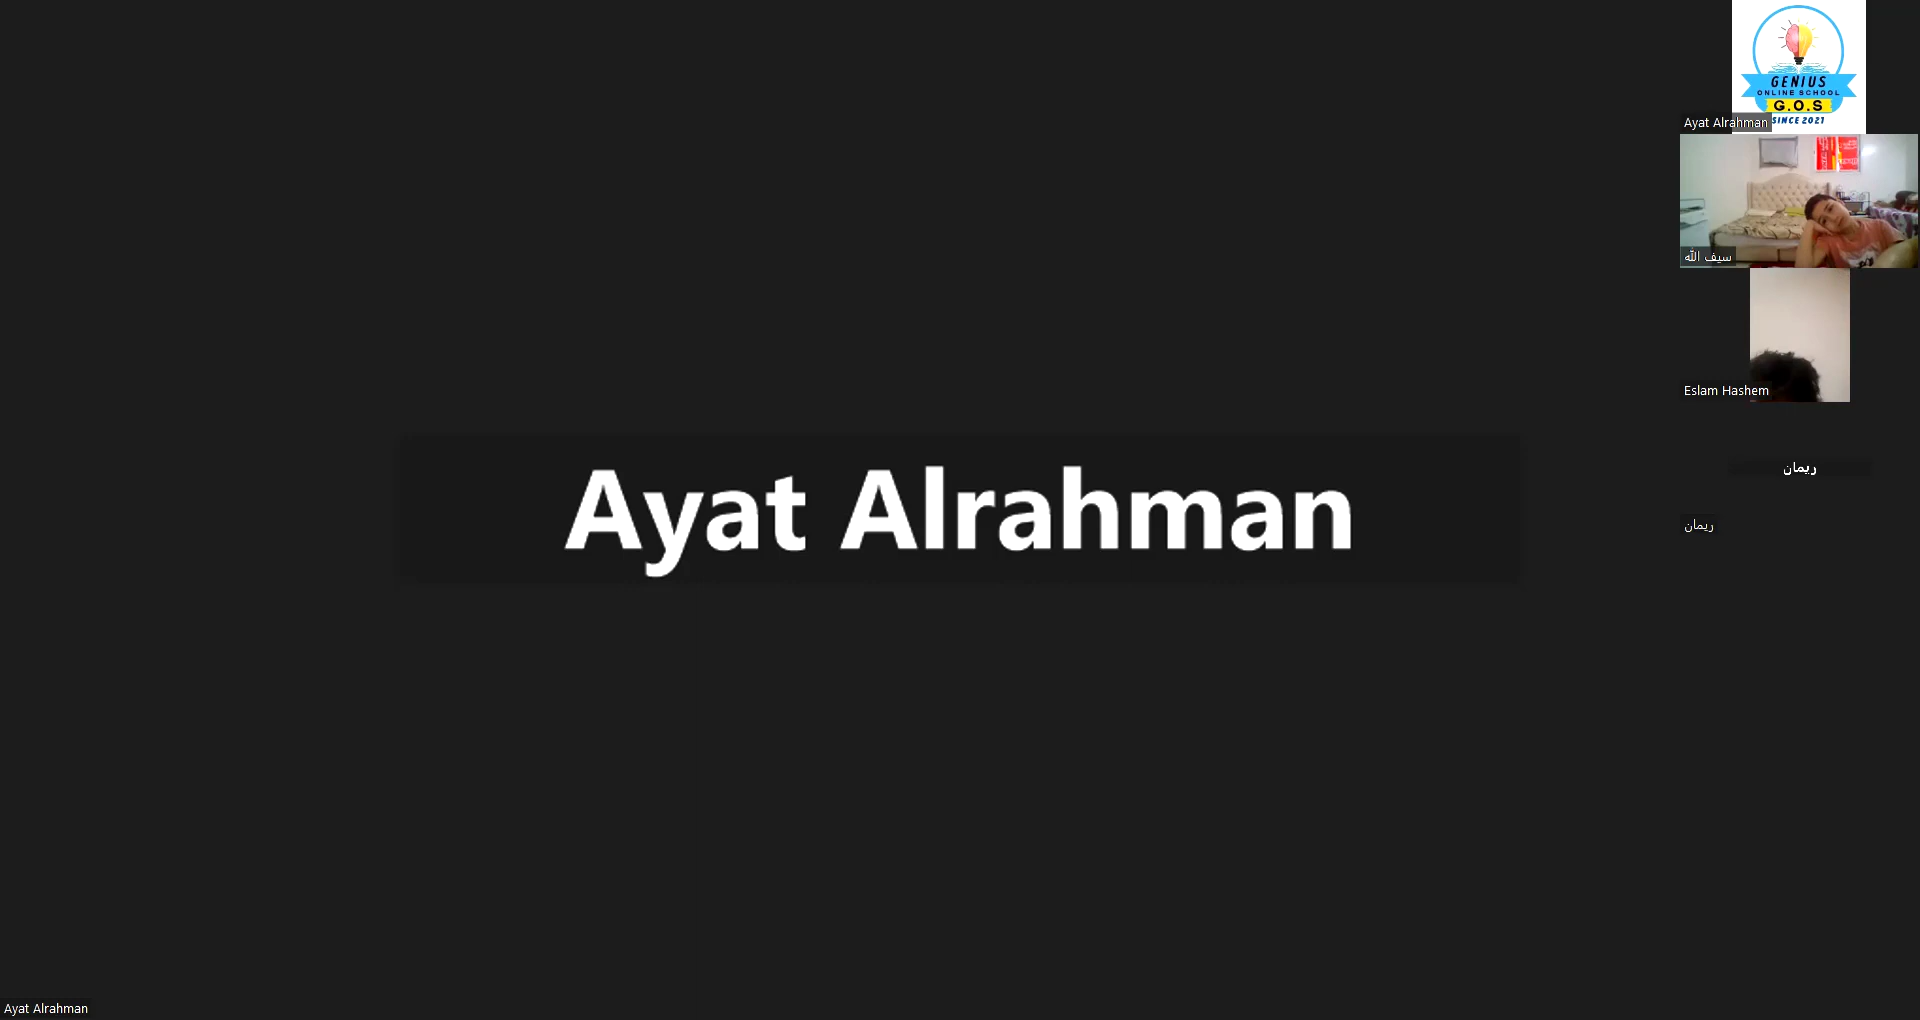 Ayat Alrahman
GENIUS
ONLINE SCHOOL
G.O.S
SINCE 2021
Ayat Alrahman
سيف الله
Eslam Hashem
ريمان
ريمان
Ayat Alrahman